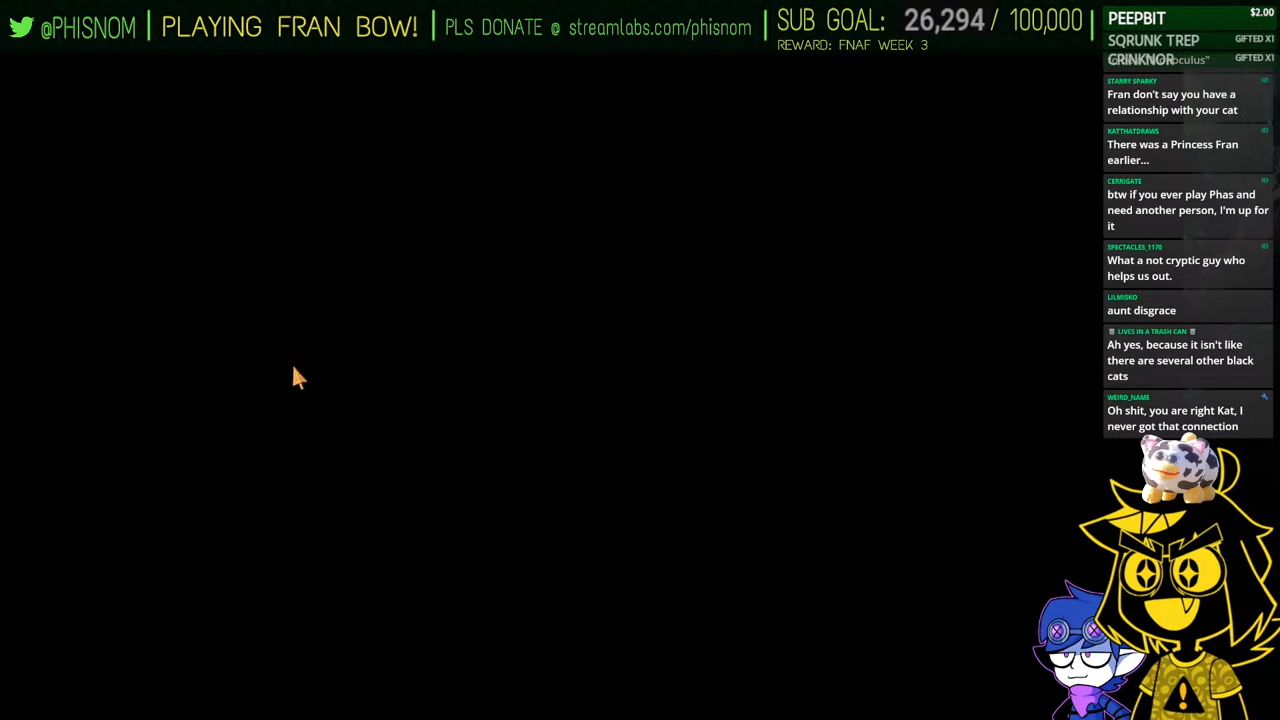 @PHISNOM
PLAYING FRAN BOW!
PLS DONATE @ streamlabs.com/phisnom
SUB GOAL: 26,294 / 100,000
REWARD: FNAF WEEK 3
PEEPBIT $2.00
SQRUNK TREP GIFTED X1
CRINKNOR GIFTED X1
oculus"
STARRY SPARKY
Fran don't say you have a
relationship with your cat
KATTHATDRAWS
There was a Princess Fran
earlier...
CERRIGATE
btw if you ever play Phas and
need another person, I'm up for
it
SPECTACLES_1170
What a not cryptic guy who
helps us out.
LILMISKO
aunt disgrace
LIVES IN A TRASH CAN
Ah yes, because it isn't like
there are several other black
cats
WEIRD_NAME
Oh shit, you are right Kat, I
never got that connection